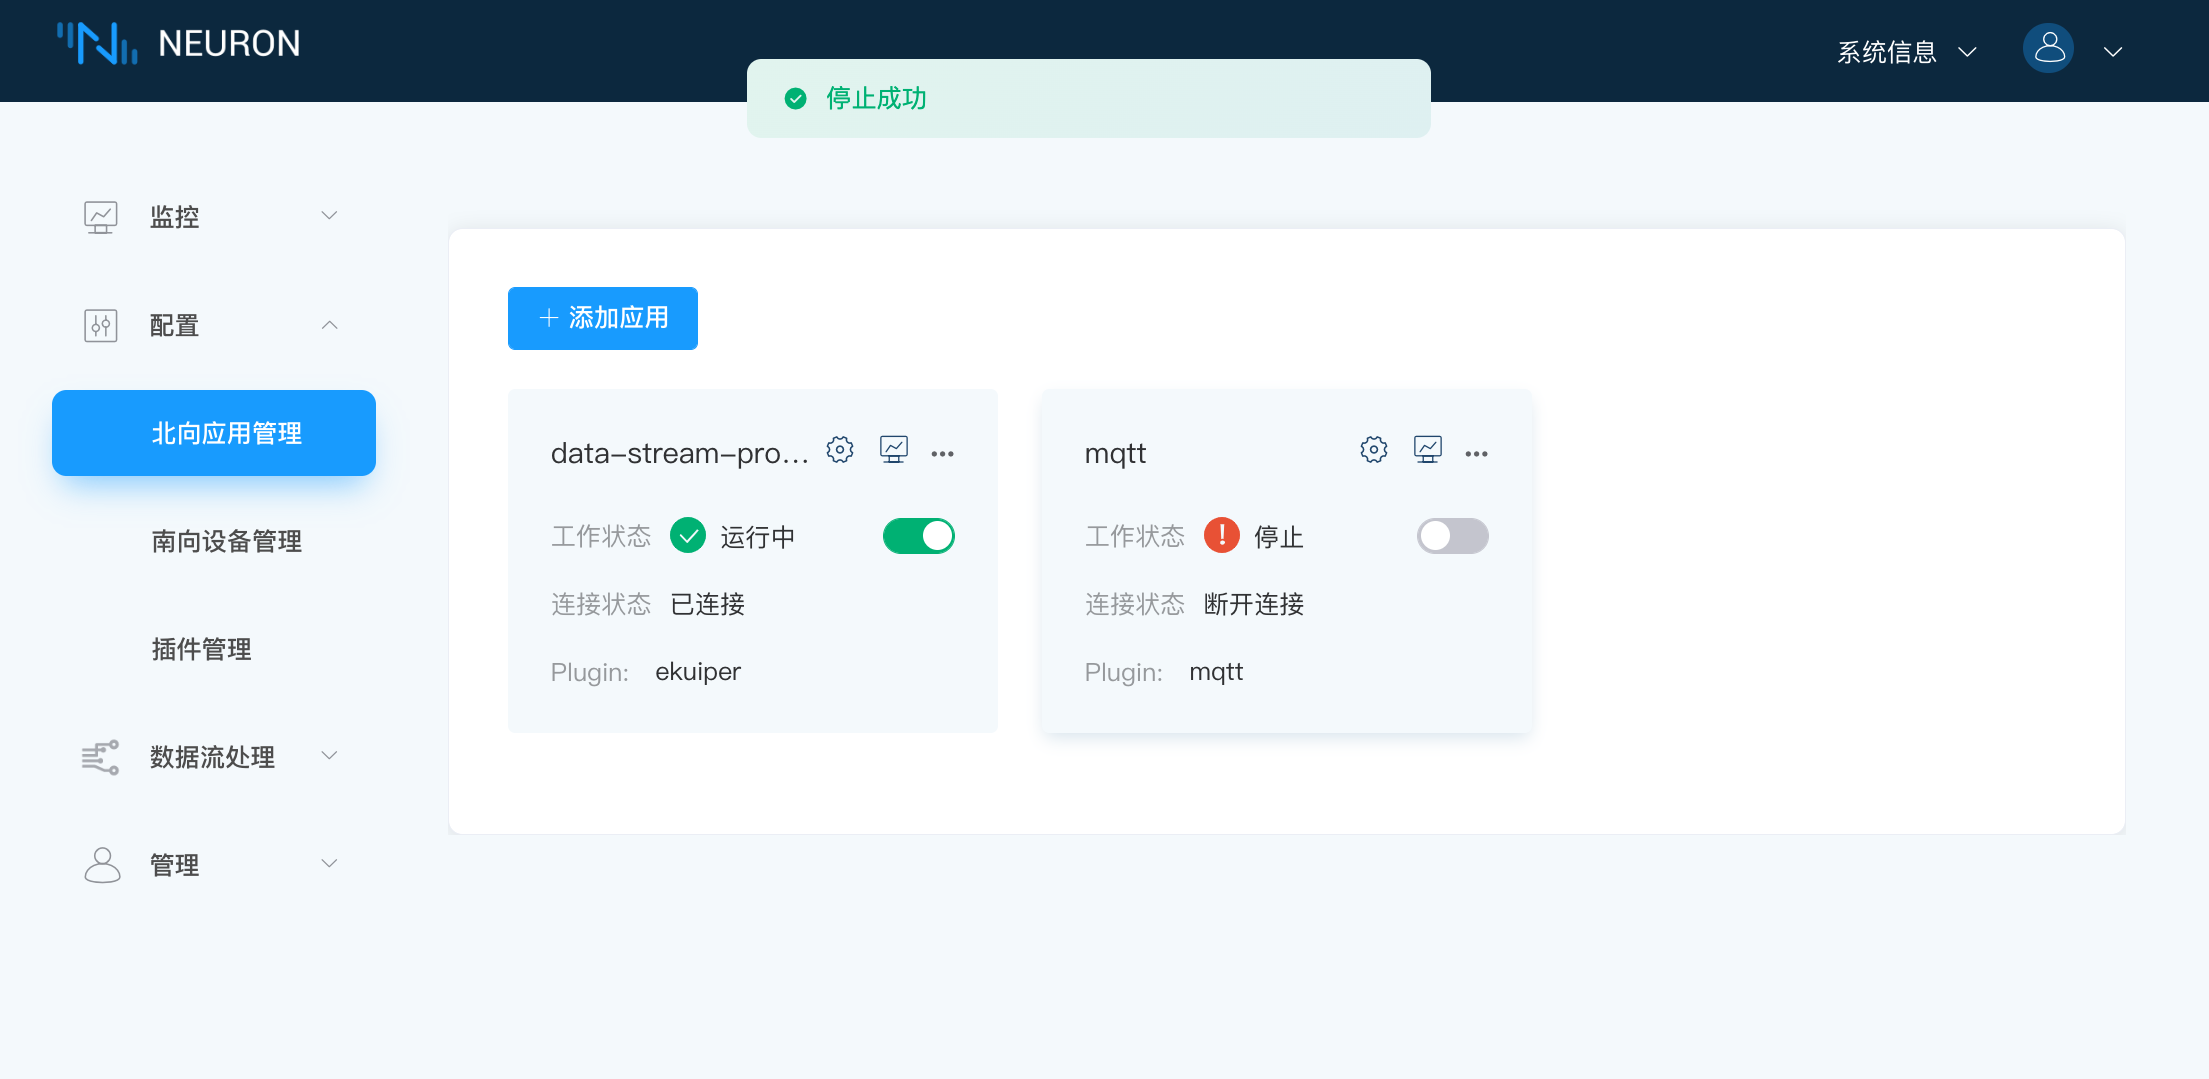 NEURON
系统信息
停止成功
监控
配置
北向应用管理
南向设备管理
插件管理
数据流处理
管理
添加应用
data-stream-pro...
工作状态 运行中
连接状态 已连接
Plugin: ekuiper
mqtt
工作状态 停止
连接状态 断开连接
Plugin: mqtt